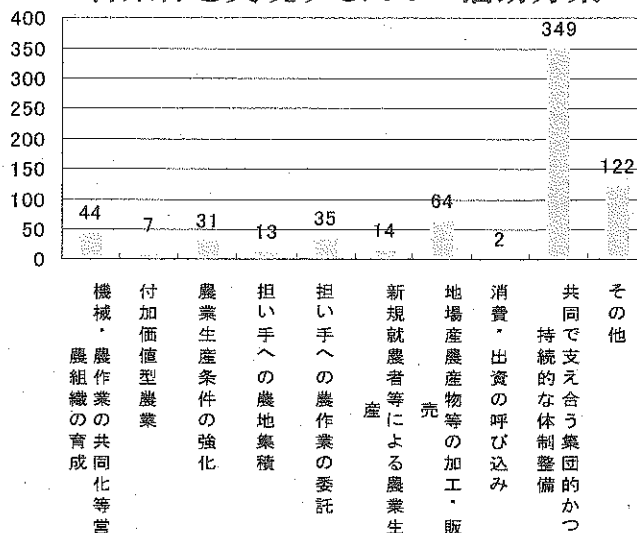 400
350
300
250
200
150
100
50
0
44
7
31
13
35
14
64
2
349
122
機械・農作業の共同化等営
農組織の育成
付加価値型農業
農業生産条件の強化
担い手への農地集積
担い手への農作業の委託
新規就農者等による農業生
産
地場産農産物等の加工・販
売
消費・出資の呼び込み
共同で支え合う集団的かつ
持続的な体制整備
その他